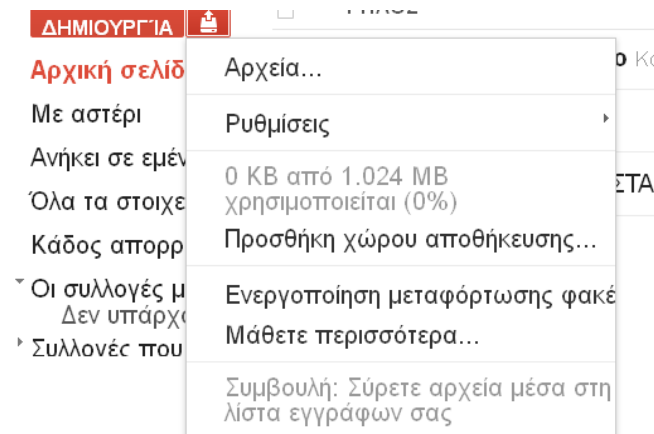 ΔΗΜΙΟΥΡΓΊΑ
Αρχική σελίδ
Με αστέρι
Ανήκει σε εμέν
Όλα τα στοιχε
Κάδος απορρ
Οι συλλογές μ
Δεν υπάρχο
Συλλογές που
Αρχεία...
Ρυθμίσεις
0 KB από 1.024 MB
χρησιμοποιείται (0%)
Προσθήκη χώρου αποθήκευσης...
Ενεργοποίηση μεταφόρτωσης φακέ
Μάθετε περισσότερα...
Συμβουλή: Σύρετε αρχεία μέσα στη
λίστα εγγράφων σας
ΣΤΑ